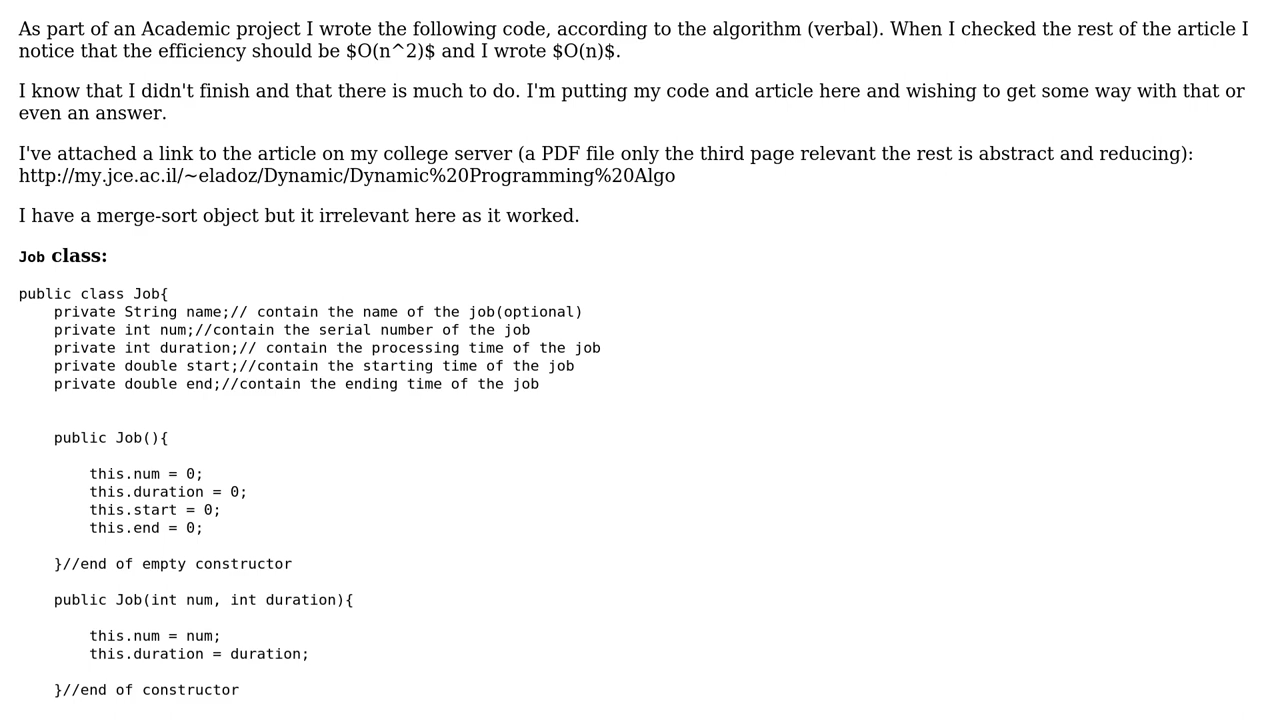 As part of an Academic project I wrote the following code, according to the algorithm (verbal). When I checked the rest of the article I
notice that the efficiency should be $O(n^2)$ and I wrote $O(n)$.
I know that I didn't finish and that there is much to do. I'm putting my code and article here and wishing to get some way with that or
even an answer.
I've attached a link to the article on my college server (a PDF file only the third page relevant the rest is abstract and reducing):
http://my.jce.ac.il/~eladoz/Dynamic/Dynamic%20Programming%20Algo
I have a merge-sort object but it irrelevant here as it worked.
Job class:
public class Job{
    private String name;// contain the name of the job(optional)
    private int num;//contain the serial number of the job
    private int duration;// contain the processing time of the job
    private double start;//contain the starting time of the job
    private double end;//contain the ending time of the job
    public Job(){
        this.num = 0;
        this.duration = 0;
        this.start = 0;
        this.end = 0;
    }//end of empty constructor
    public Job(int num, int duration){
        this.num = num;
        this.duration = duration;
    }//end of constructor